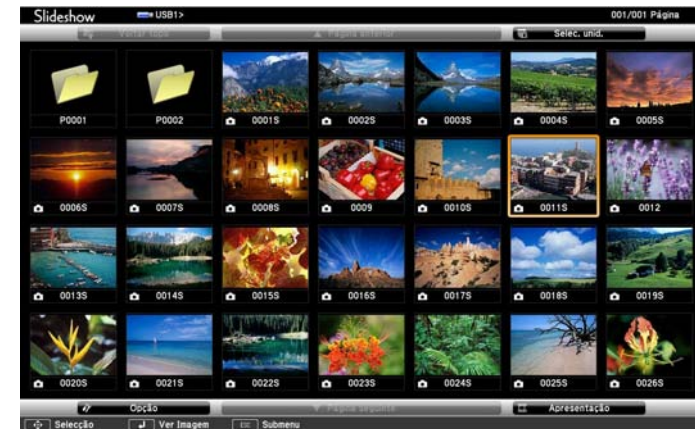 Slideshow USB1> 001/001 Página
Voltar topo Página anterior Selec. unid.
P0001 P0002 0001S 0002S 0003S 0004S 0005S
0006S 0007S 0008S 0009 0010S 0011S 0012
0013S 0014S 0015S 0016S 0017S 0018S 0019S
0020S 0021S 0022S 0023S 0024S 0025S 0026S
Opção Página seguinte Apresentação
Selecção Ver Imagem Esc Submenu